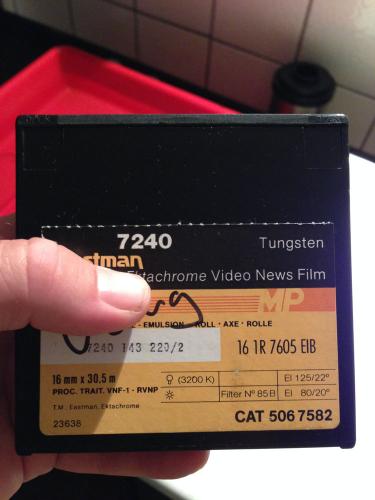 7240 Tungsten
stman
Ektachrome Video News Film
MP
EMULSION ROLL · AXE · ROLLE
7240 143 220/2
16 1R 7605 EIB
16 mm x 30,5 m
(3200 K) EI 125/22°
PROC. TRAIT. VNF-1 - RVNP
Filter Nº 85B EI 80/20°
T.M.: Eastman, Ektachrome
CAT 506 7582
23638